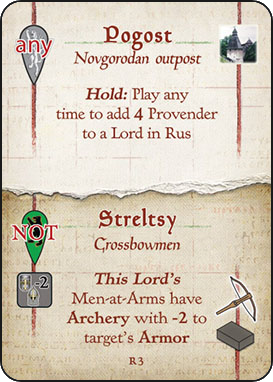 any
Pogost
Novgorodan outpost
Hold: Play any
time to add 4 Provender
to a Lord in Rus
NOT
Streltsy
Crossbowmen
-2
This Lord's
Men-at-Arms have
Archery with -2 to
target's Armor
R3